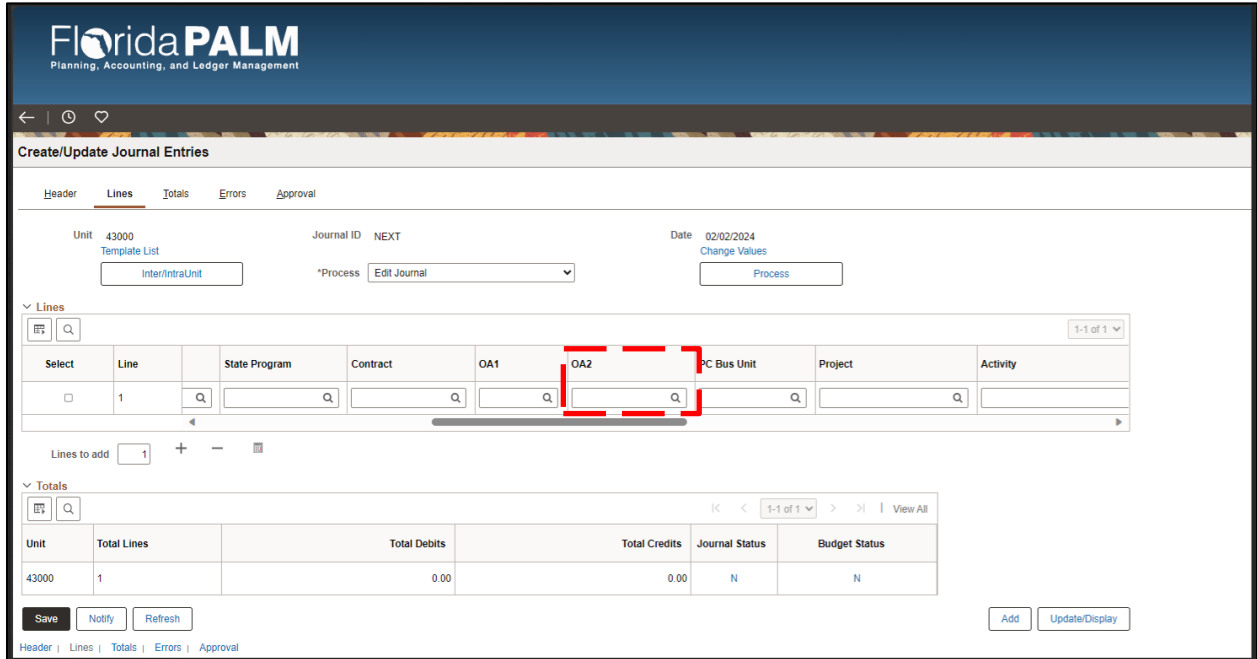 Florida PALM
Planning, Accounting, and Ledger Management
Create/Update Journal Entries
Header Lines Totals Errors Approval
Unit 43000 Journal ID NEXT Date 02/02/2024
Template List Change Values
Inter/IntraUnit *Process Edit Journal Process
Lines
1-1 of 1
Select Line State Program Contract OA1 OA2 PC Bus Unit Project Activity
1
Lines to add 1
Totals
1-1 of 1 | View All
Unit Total Lines Total Debits Total Credits Journal Status Budget Status
43000 1 0.00 0.00 N N
Save Notify Refresh Add Update/Display
Header | Lines | Totals | Errors | Approval